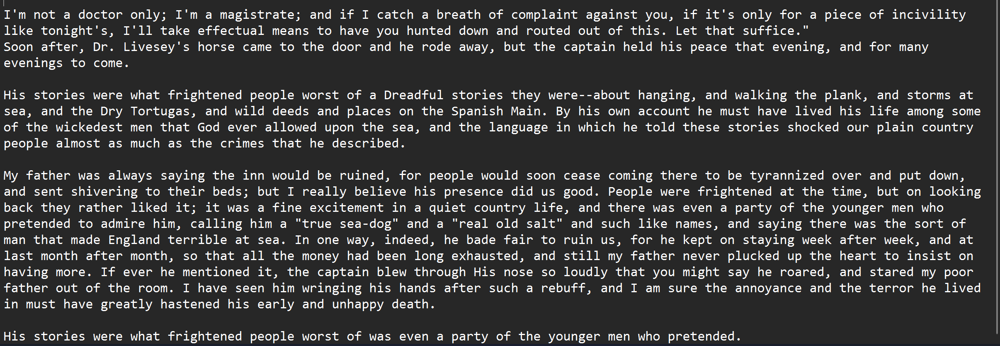 I'm not a doctor only; I'm a magistrate; and if I catch a breath of complaint against you, if it's only for a piece of incivility
like tonight's, I'll take effectual means to have you hunted down and routed out of this. Let that suffice."
Soon after, Dr. Livesey's horse came to the door and he rode away, but the captain held his peace that evening, and for many
evenings to come.

His stories were what frightened people worst of a Dreadful stories they were--about hanging, and walking the plank, and storms at
sea, and the Dry Tortugas, and wild deeds and places on the Spanish Main. By his own account he must have lived his life among some
of the wickedest men that God ever allowed upon the sea, and the language in which he told these stories shocked our plain country
people almost as much as the crimes that he described.

My father was always saying the inn would be ruined, for people would soon cease coming there to be tyrannized over and put down,
and sent shivering to their beds; but I really believe his presence did us good. People were frightened at the time, but on looking
back they rather liked it; it was a fine excitement in a quiet country life, and there was even a party of the younger men who
pretended to admire him, calling him a "true sea-dog" and a "real old salt" and such like names, and saying there was the sort of
man that made England terrible at sea. In one way, indeed, he bade fair to ruin us, for he kept on staying week after week, and at
last month after month, so that all the money had been long exhausted, and still my father never plucked up the heart to insist on
having more. If ever he mentioned it, the captain blew through His nose so loudly that you might say he roared, and stared my poor
father out of the room. I have seen him wringing his hands after such a rebuff, and I am sure the annoyance and the terror he lived
in must have greatly hastened his early and unhappy death.

His stories were what frightened people worst of was even a party of the younger men who pretended.